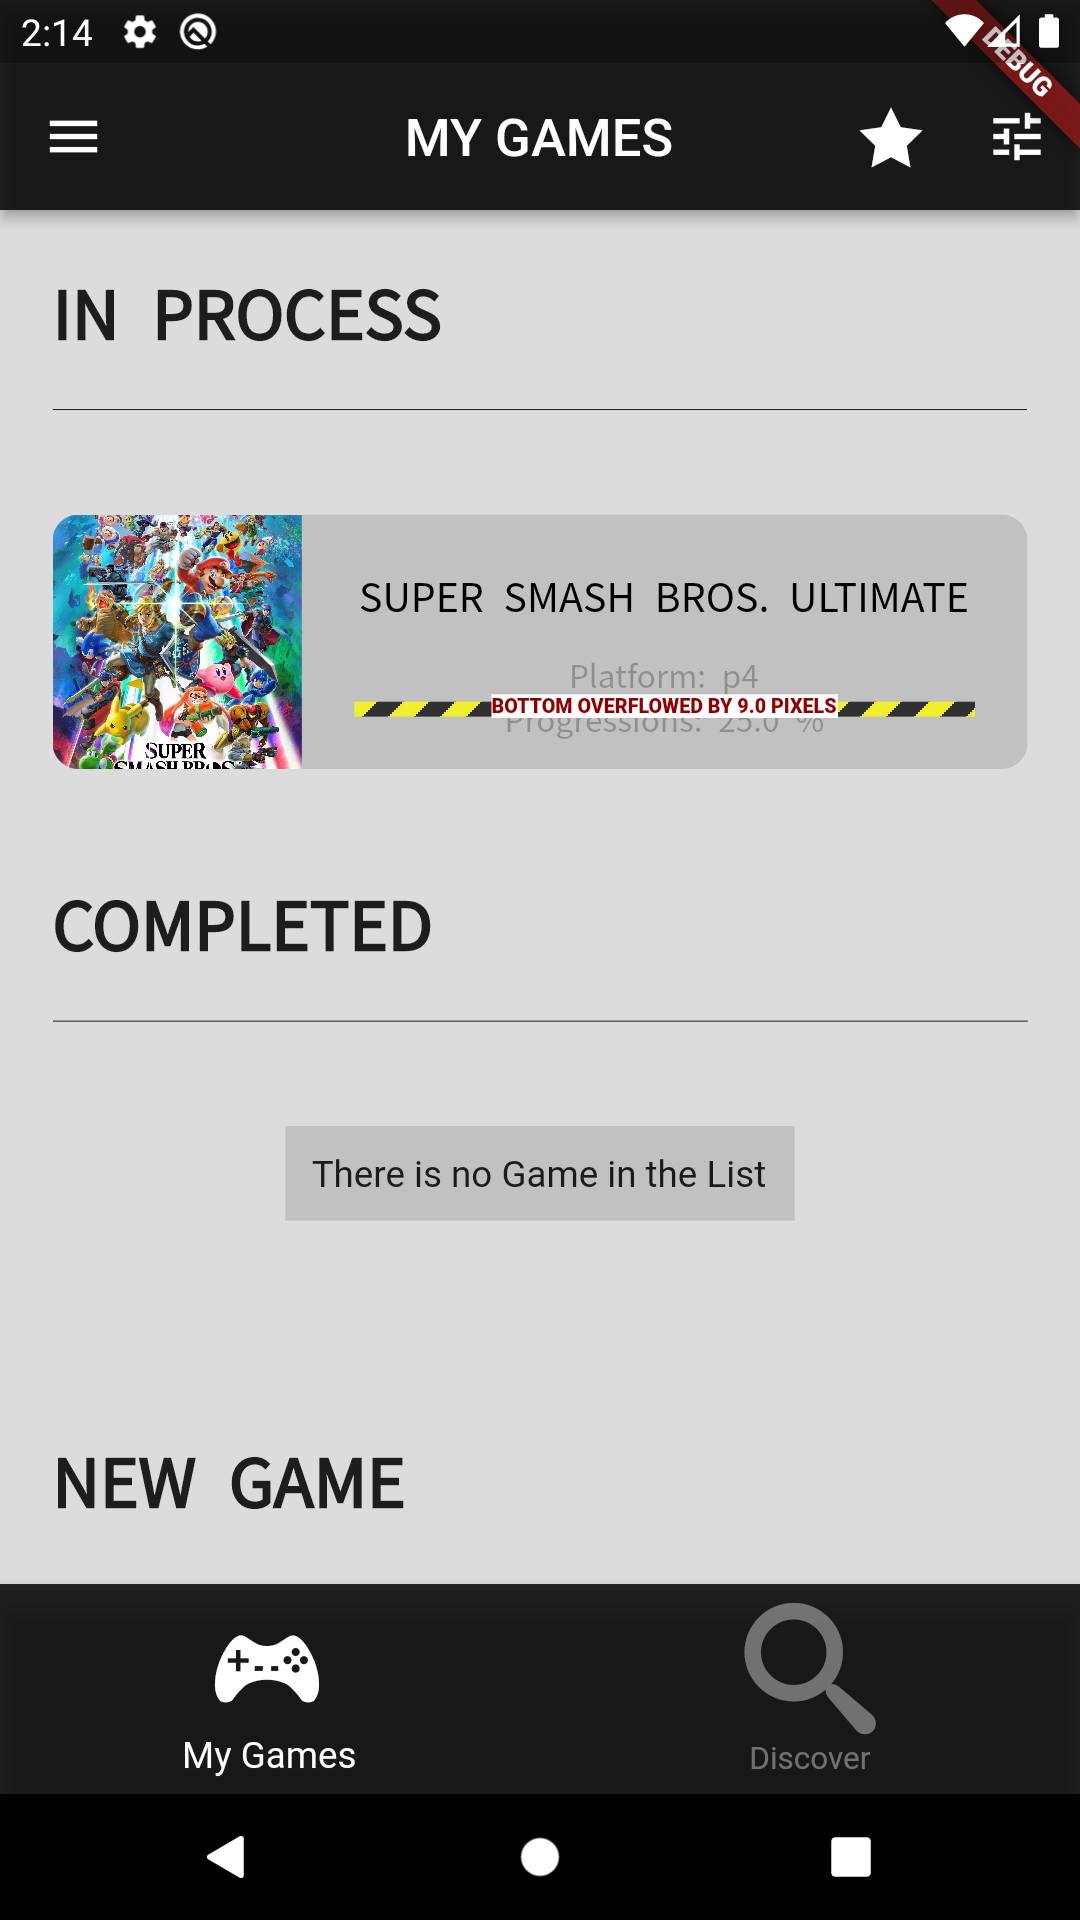 2:14
DEBUG
MY GAMES
IN PROCESS
SUPER SMASH BROS. ULTIMATE
Platform: p4
BOTTOM OVERFLOWED BY 9.0 PIXELS
Progressions: 25.0 %
SUPER
SMASH BROS
COMPLETED
There is no Game in the List
NEW GAME
My Games
Discover